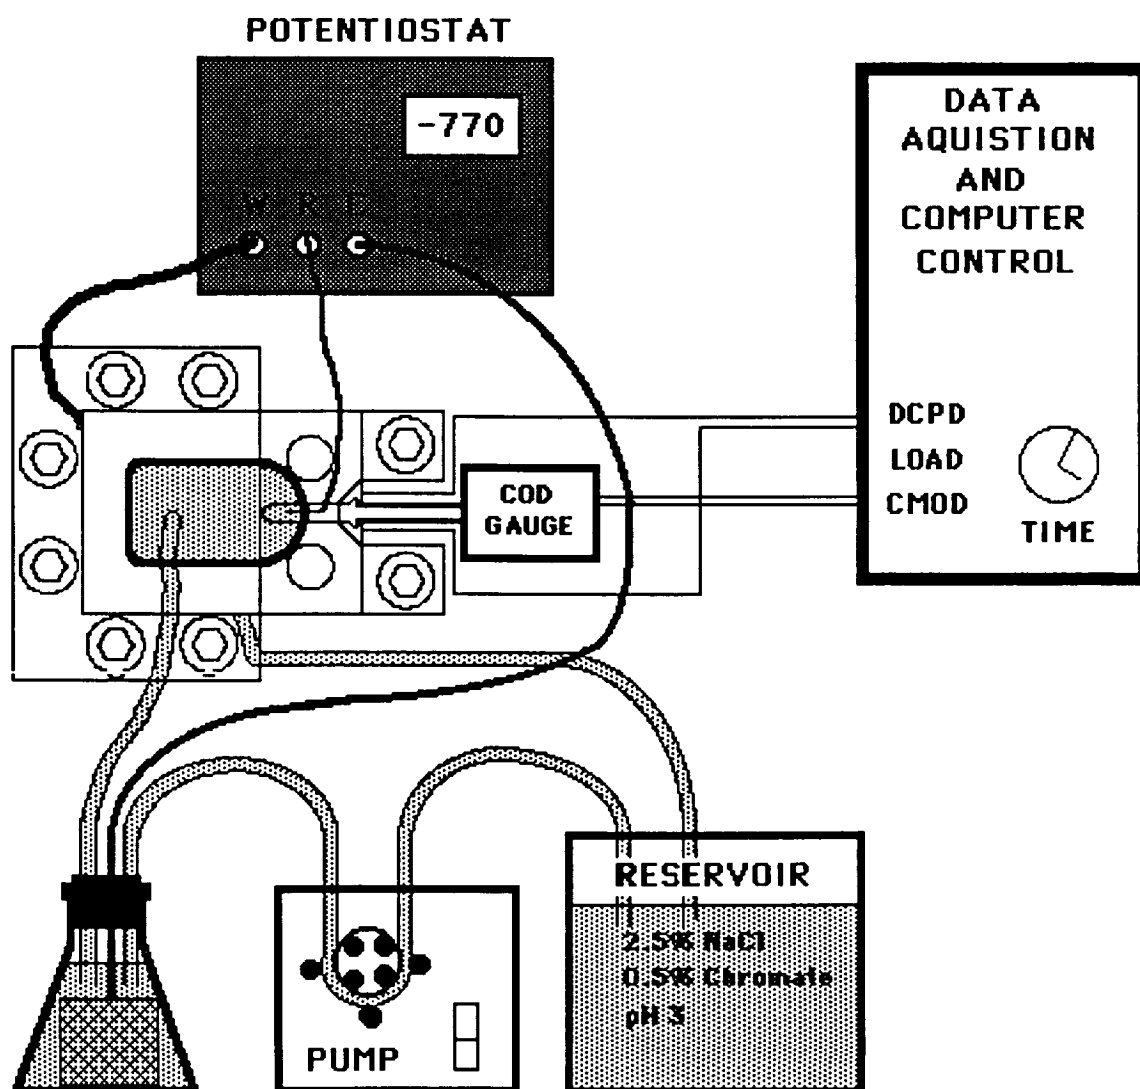 POTENTIOSTAT
-770
W R C
DATA
AQUISTION
AND
COMPUTER
CONTROL
DCPD
LOAD
CMOD
TIME
COD
GAUGE
RESERVOIR
2.5% NaCl
0.5% Chromate
pH 3
PUMP